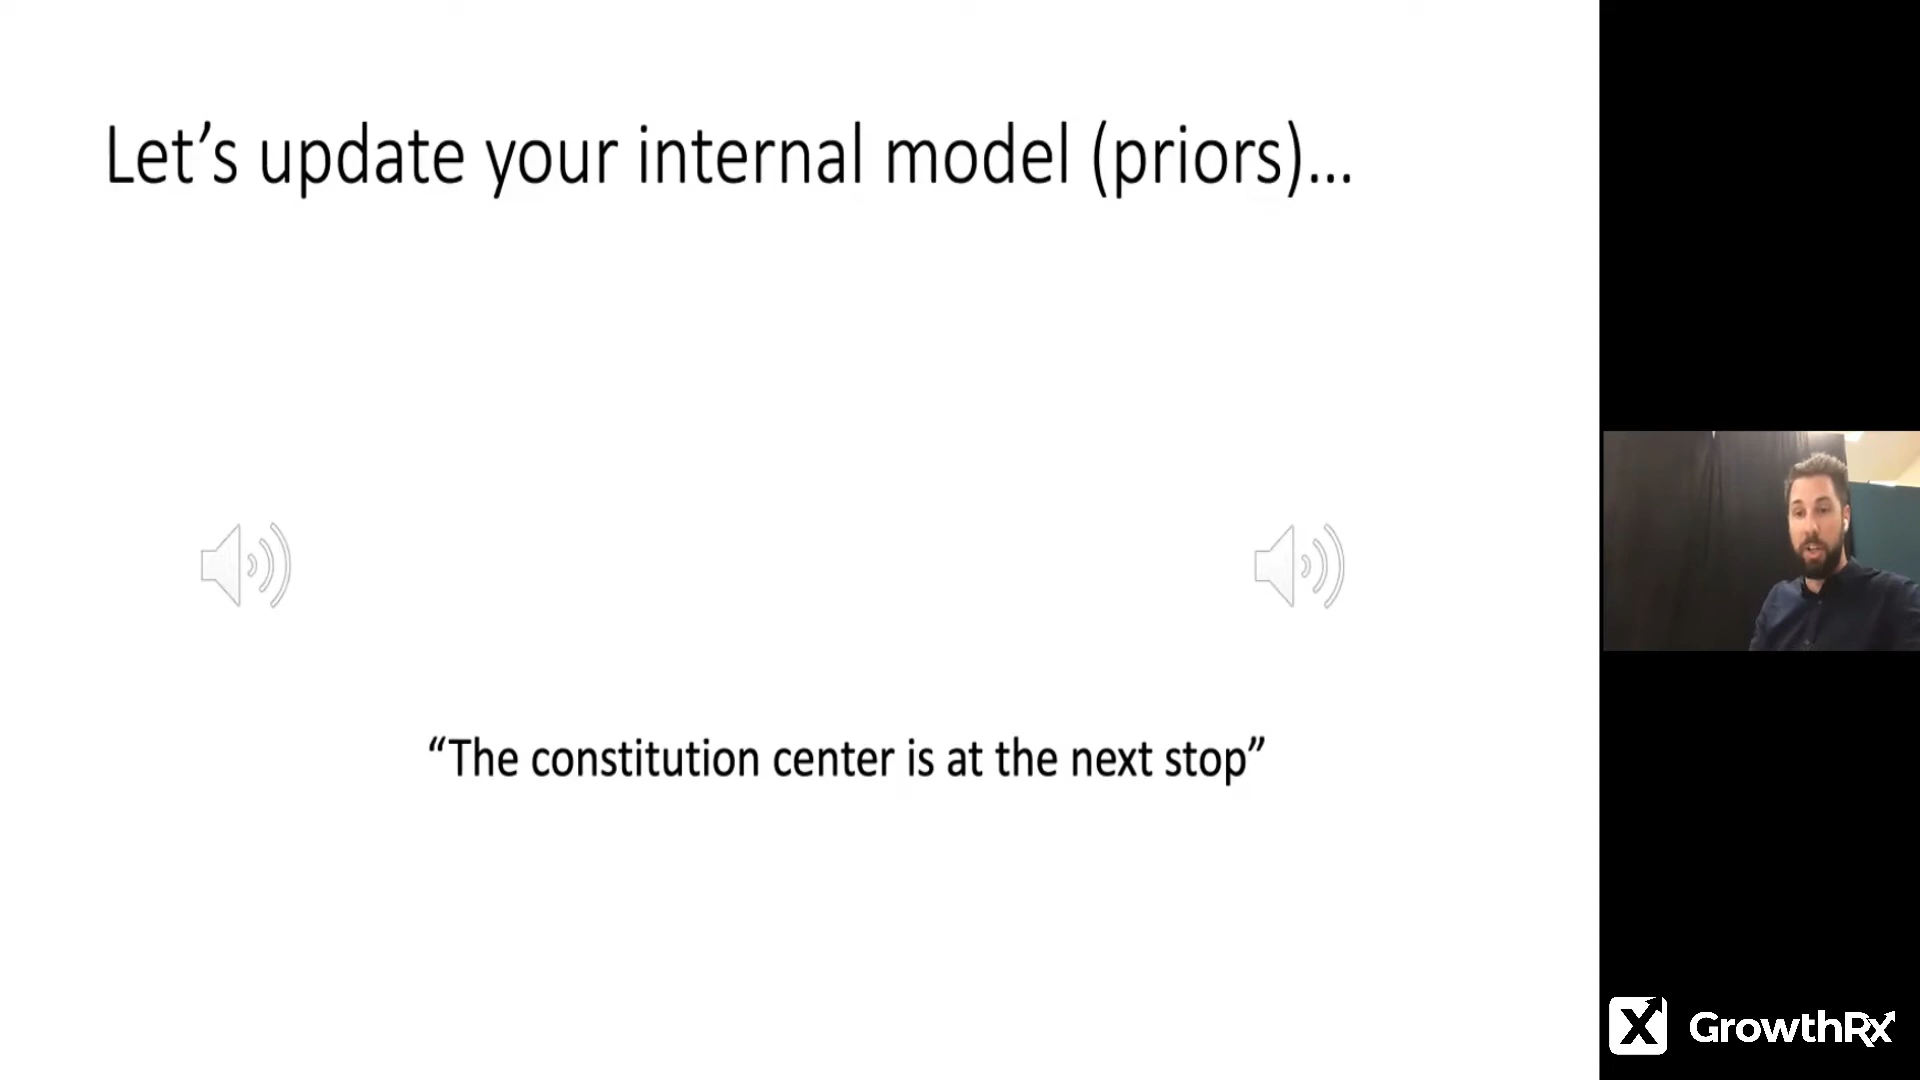 Let’s update your internal model (priors)...
“The constitution center is at the next stop”
X GrowthRx